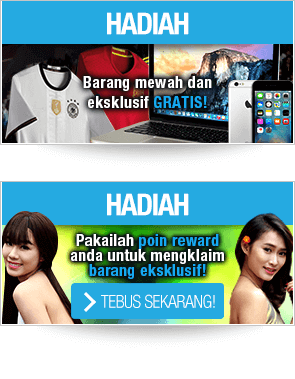 HADIAH
Barang mewah dan
eksklusif GRATIS!
HADIAH
Pakailah poin reward
anda untuk mengklaim
barang eksklusif!
TEBUS SEKARANG!